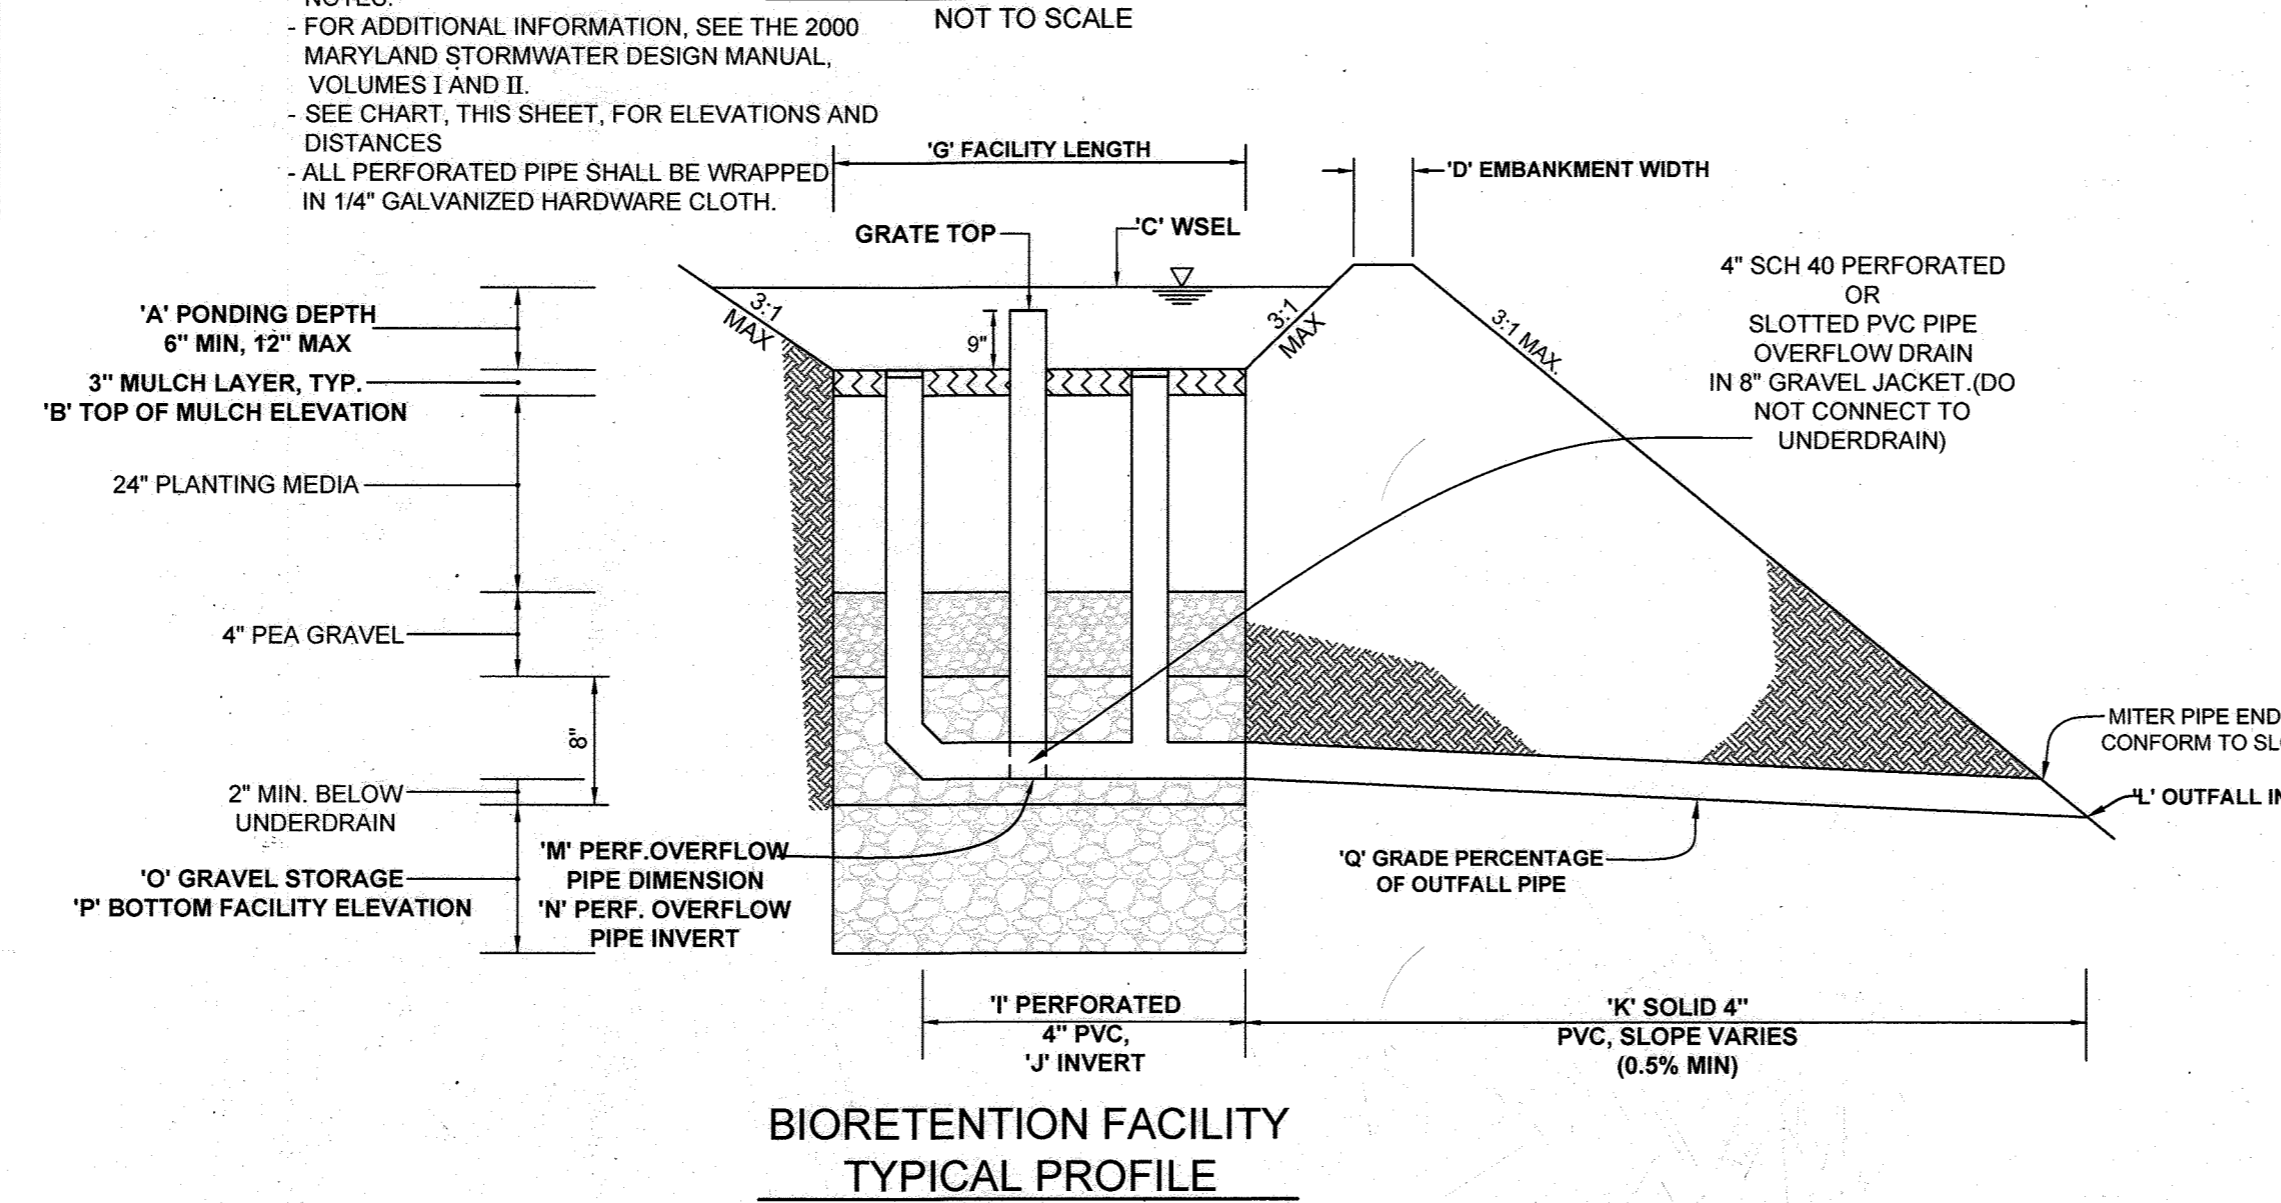 NOTES:
- FOR ADDITIONAL INFORMATION, SEE THE 2000
MARYLAND STORMWATER DESIGN MANUAL,
VOLUMES I AND II.
- SEE CHART, THIS SHEET, FOR ELEVATIONS AND
DISTANCES
- ALL PERFORATED PIPE SHALL BE WRAPPED
IN 1/4" GALVANIZED HARDWARE CLOTH.
NOT TO SCALE
'G' FACILITY LENGTH
'D' EMBANKMENT WIDTH
GRATE TOP
'C' WSEL
4" SCH 40 PERFORATED
OR
SLOTTED PVC PIPE
OVERFLOW DRAIN
IN 8" GRAVEL JACKET.(DO
NOT CONNECT TO
UNDERDRAIN)
'A' PONDING DEPTH
6" MIN, 12" MAX
3:1
MAX
9"
3:1
MAX
3:1 MAX.
3" MULCH LAYER, TYP.
'B' TOP OF MULCH ELEVATION
24" PLANTING MEDIA
4" PEA GRAVEL
8"
2" MIN. BELOW
UNDERDRAIN
'O' GRAVEL STORAGE
'P' BOTTOM FACILITY ELEVATION
'M' PERF.OVERFLOW
PIPE DIMENSION
'N' PERF. OVERFLOW
PIPE INVERT
MITER PIPE END
CONFORM TO
'L' OUTFALL
'Q' GRADE PERCENTAGE
OF OUTFALL PIPE
'I' PERFORATED
4" PVC,
'J' INVERT
'K' SOLID 4"
PVC, SLOPE VARIES
(0.5% MIN)
BIORETENTION FACILITY
TYPICAL PROFILE